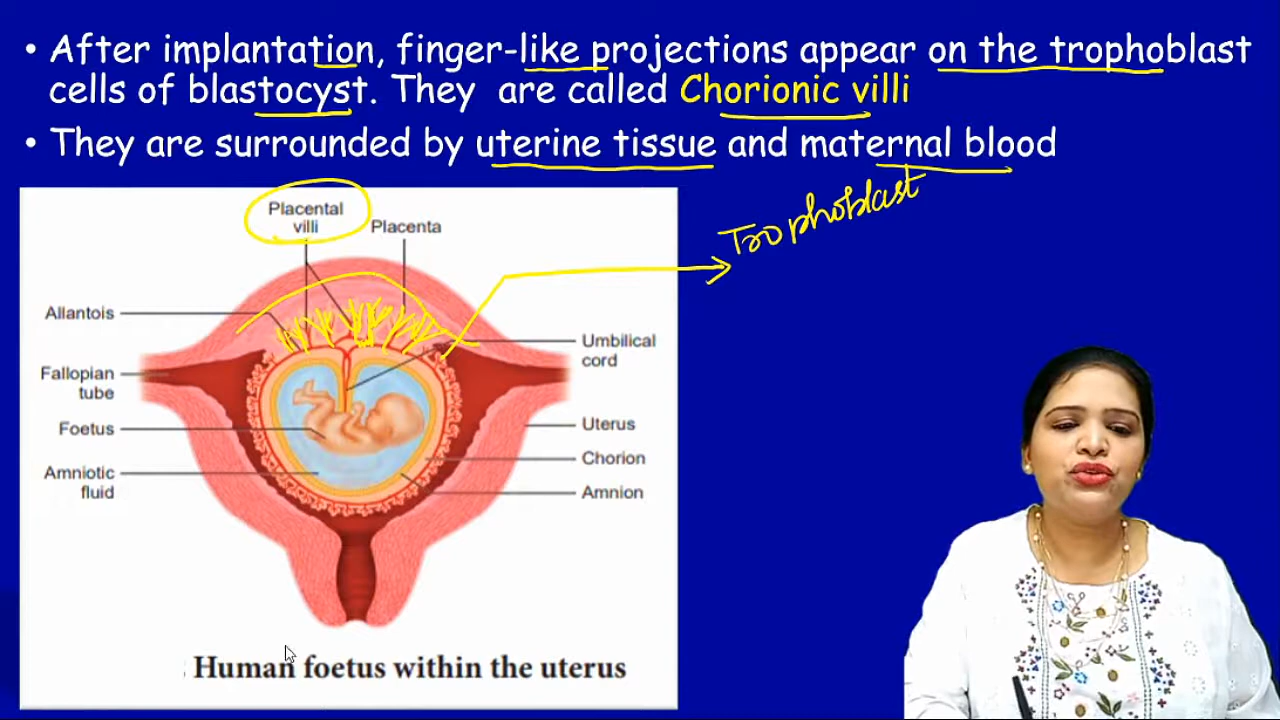 • After implantation, finger-like projections appear on the trophoblast
cells of blastocyst. They are called Chorionic villi
• They are surrounded by uterine tissue and maternal blood
Trophoblast
Placental
villi
Placenta
Allantois
Umbilical
cord
Fallopian
tube
Foetus
Uterus
Chorion
Amniotic
fluid
Amnion
Human foetus within the uterus